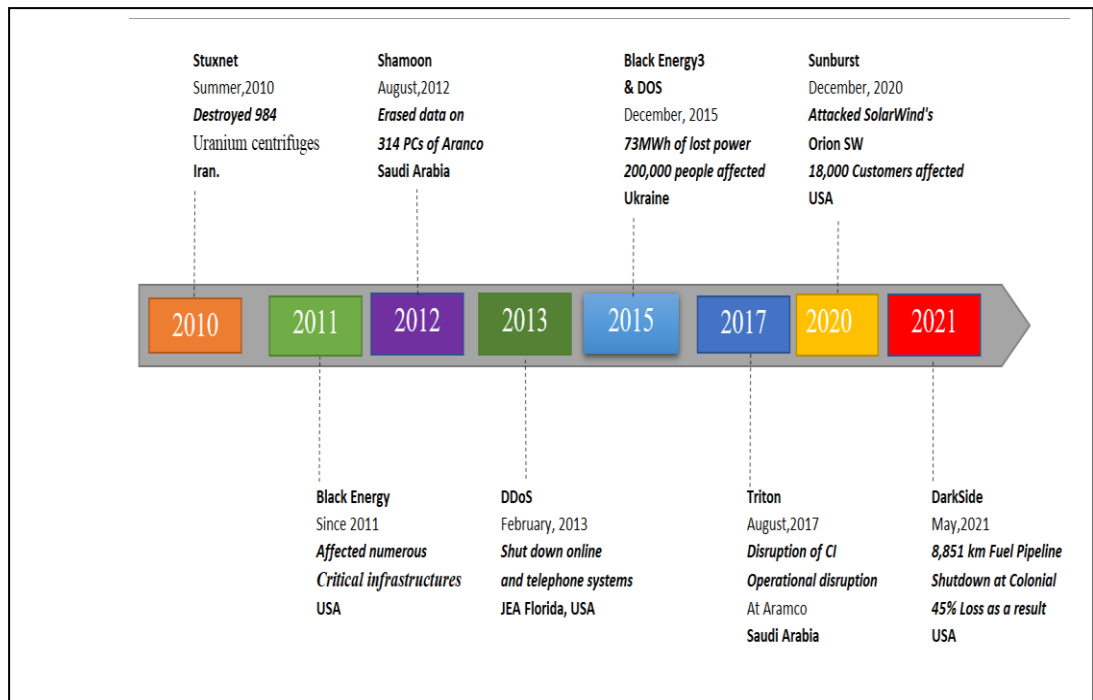 Stuxnet
Summer,2010
Destroyed 984
Uranium centrifuges
Iran.
Shamoon
August,2012
Erased data on
314 PCs of Aranco
Saudi Arabia
Black Energy3
& DOS
December, 2015
73MWh of lost power
200,000 people affected
Ukraine
Sunburst
December, 2020
Attacked SolarWind's
Orion SW
18,000 Customers affected
USA
2010
2011
2012
2013
2015
2017
2020
2021
Black Energy
Since 2011
Affected numerous
Critical infrastructures
USA
DDoS
February, 2013
Shut down online
and telephone systems
JEA Florida, USA
Triton
August,2017
Disruption of CI
Operational disruption
At Aramco
Saudi Arabia
DarkSide
May,2021
8,851 km Fuel Pipeline
Shutdown at Colonial
45% Loss as a result
USA